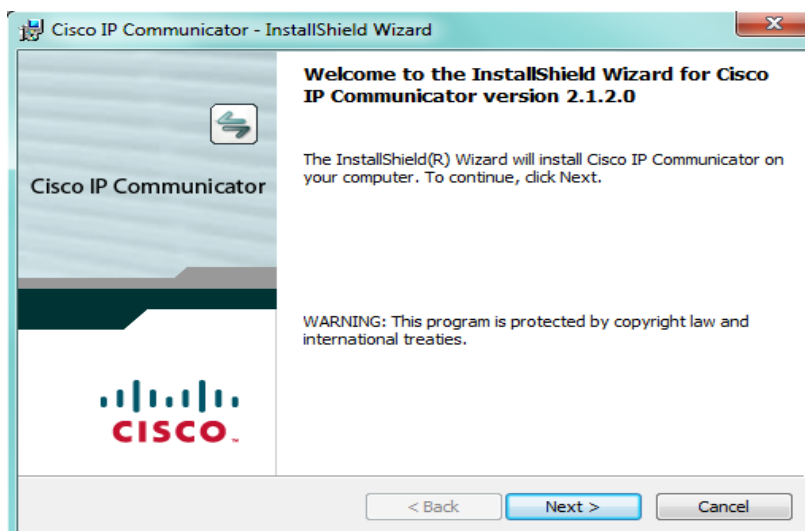 Cisco IP Communicator - InstallShield Wizard
X
Welcome to the InstallShield Wizard for Cisco
IP Communicator version 2.1.2.0
The InstallShield(R) Wizard will install Cisco IP Communicator on
your computer. To continue, click Next.
Cisco IP Communicator
WARNING: This program is protected by copyright law and
international treaties.
CISCO™
< Back
Next >
Cancel